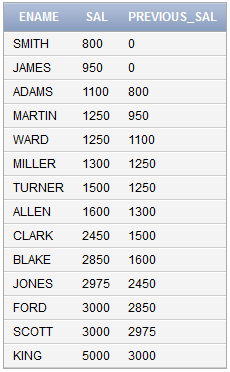 ENAME SAL PREVIOUS_SAL
SMITH 800 0
JAMES 950 0
ADAMS 1100 800
MARTIN 1250 950
WARD 1250 1100
MILLER 1300 1250
TURNER 1500 1250
ALLEN 1600 1300
CLARK 2450 1500
BLAKE 2850 1600
JONES 2975 2450
FORD 3000 2850
SCOTT 3000 2975
KING 5000 3000